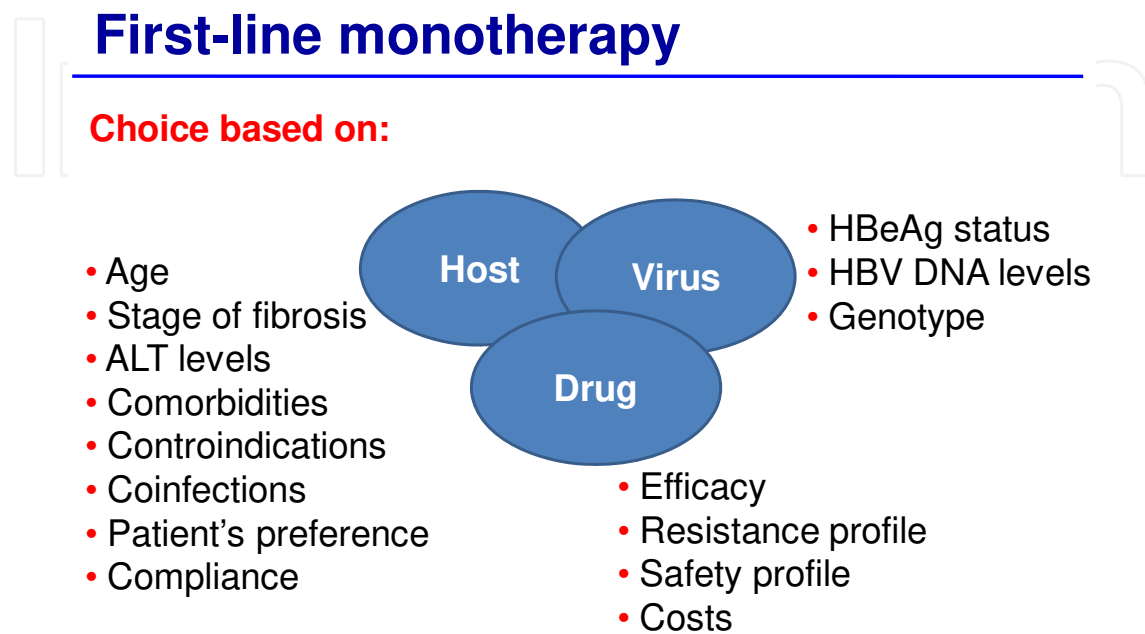 First-line monotherapy
Choice based on:
Host
Virus
Drug
• Age
• Stage of fibrosis
• ALT levels
• Comorbidities
• Controindications
• Coinfections
• Patient's preference
• Compliance
• HBeAg status
• HBV DNA levels
• Genotype
• Efficacy
• Resistance profile
• Safety profile
• Costs